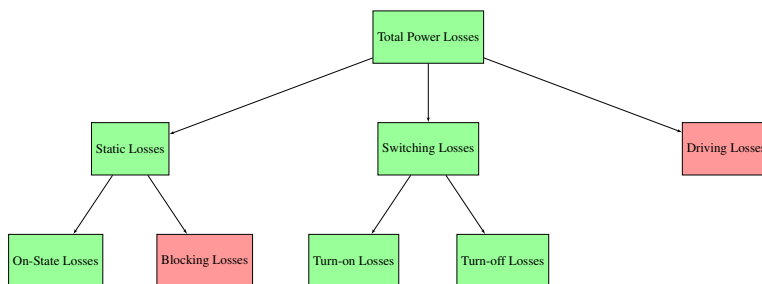 Total Power Losses
Static Losses
Switching Losses
Driving Losses
On-State Losses
Blocking Losses
Turn-on Losses
Turn-off Losses